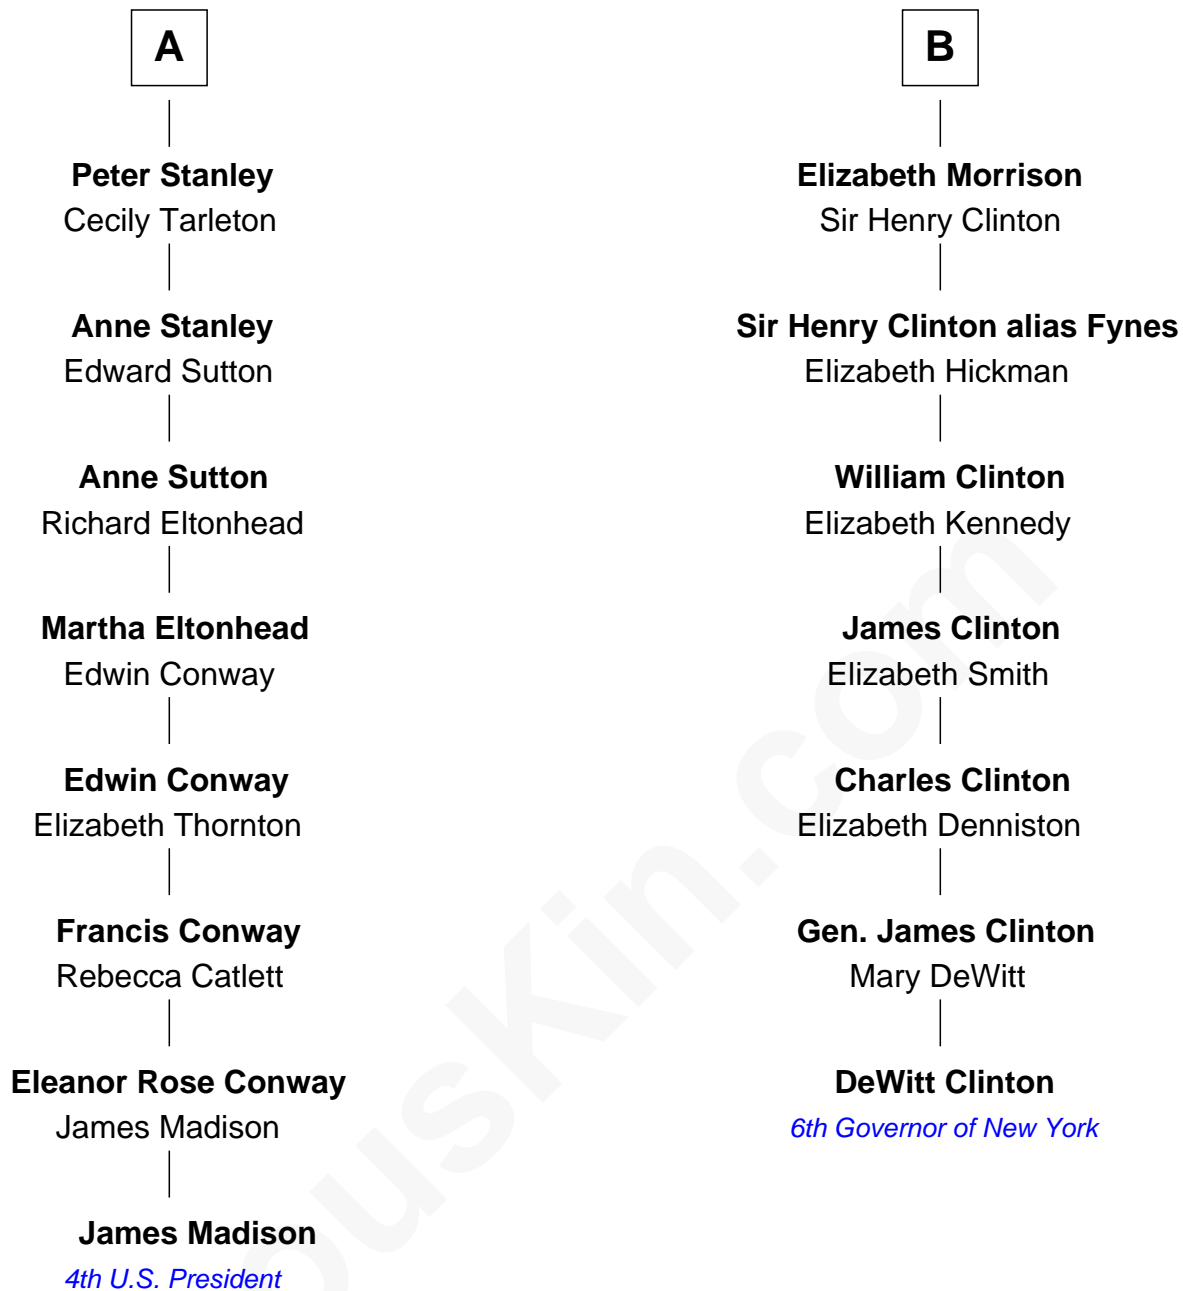 A
Peter Stanley
Cecily Tarleton
Anne Stanley
Edward Sutton
Anne Sutton
Richard Eltonhead
Martha Eltonhead
Edwin Conway
Edwin Conway
Elizabeth Thornton
Francis Conway
Rebecca Catlett
Eleanor Rose Conway
James Madison
James Madison
4th U.S. President
B
Elizabeth Morrison
Sir Henry Clinton
Sir Henry Clinton alias Fynes
Elizabeth Hickman
William Clinton
Elizabeth Kennedy
James Clinton
Elizabeth Smith
Charles Clinton
Elizabeth Denniston
Gen. James Clinton
Mary DeWitt
DeWitt Clinton
6th Governor of New York
ousKin.com